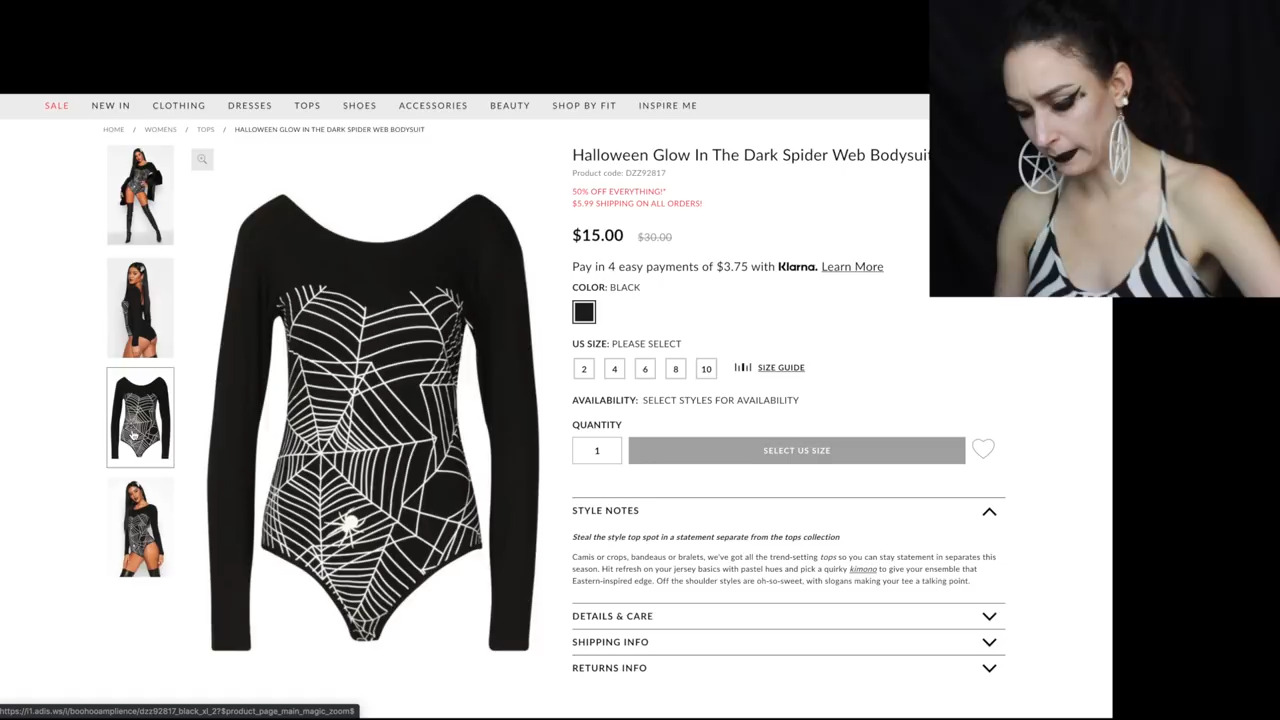 SALE NEW IN CLOTHING DRESSES TOPS SHOES ACCESSORIES BEAUTY SHOP BY FIT INSPIRE ME
HOME / WOMENS / TOPS / HALLOWEEN GLOW IN THE DARK SPIDER WEB BODYSUIT
Halloween Glow In The Dark Spider Web Bodysuit
Product code: DZZ92817
50% OFF EVERYTHING!*
$5.99 SHIPPING ON ALL ORDERS!
$15.00 $30.00
Pay in 4 easy payments of $3.75 with Klarna. Learn More
COLOR: BLACK
US SIZE: PLEASE SELECT
2 4 6 8 10 SIZE GUIDE
AVAILABILITY: SELECT STYLES FOR AVAILABILITY
QUANTITY
1 SELECT US SIZE
STYLE NOTES
Steal the style top spot in a statement separate from the tops collection
Camis or crops, bandeaus or bralets, we've got all the trend-setting tops so you can stay statement in separates this
season. Hit refresh on your jersey basics with pastel hues and pick a quirky kimono to give your ensemble that
Eastern-inspired edge. Off the shoulder styles are oh-so-sweet, with slogans making your tee a talking point.
DETAILS & CARE
SHIPPING INFO
RETURNS INFO
https://i1.adis.ws/i/boohooamplience/dzz92817_black_xl_2?$product_page_main_magic_zoom$